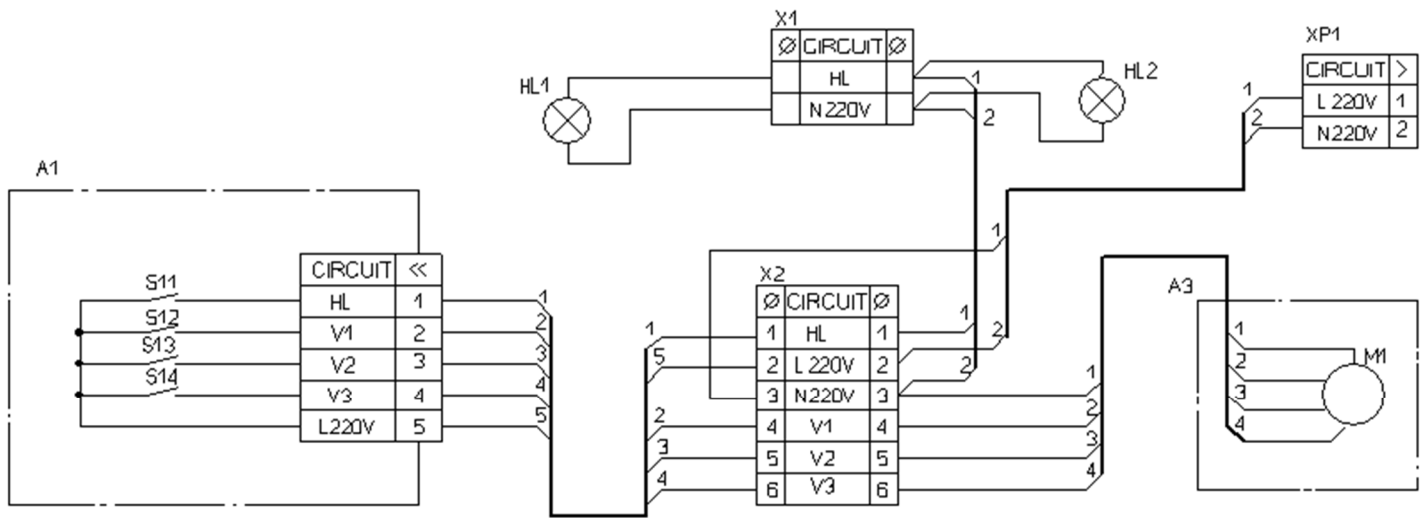 X1
Ø CIRCUIT Ø
HL
N220V
HL1
HL2
1
2
XP1
CIRCUIT >
L 220V 1
N220V 2
1
2
A1
S11
S12
S13
S14
CIRCUIT <<
HL 1
V1 2
V2 3
V3 4
L220V 5
1
2
3
4
5
1
5
2
3
4
X2
Ø CIRCUIT Ø
1 HL 1
2 L 220V 2
3 N220V 3
4 V1 4
5 V2 5
6 V3 6
1
1
2
2
1
2
3
4
A3
1
2
3
4
M1